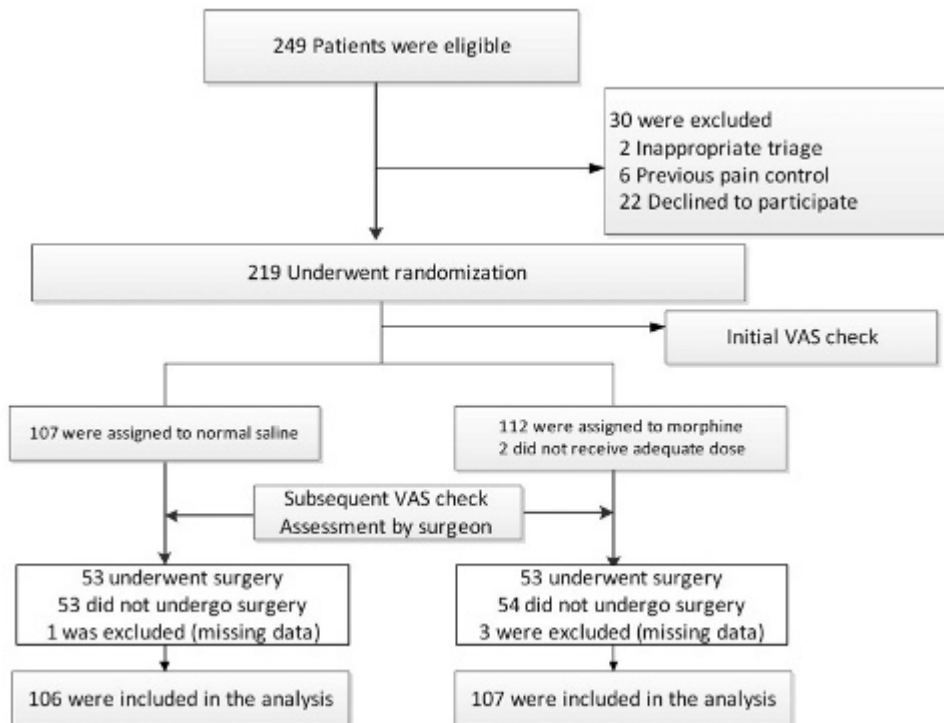 249 Patients were eligible
30 were excluded
2 Inappropriate triage
6 Previous pain control
22 Declined to participate
219 Underwent randomization
Initial VAS check
107 were assigned to normal saline
112 were assigned to morphine
2 did not receive adequate dose
Subsequent VAS check
Assessment by surgeon
53 underwent surgery
53 did not undergo surgery
1 was excluded (missing data)
53 underwent surgery
54 did not undergo surgery
3 were excluded (missing data)
106 were included in the analysis
107 were included in the analysis